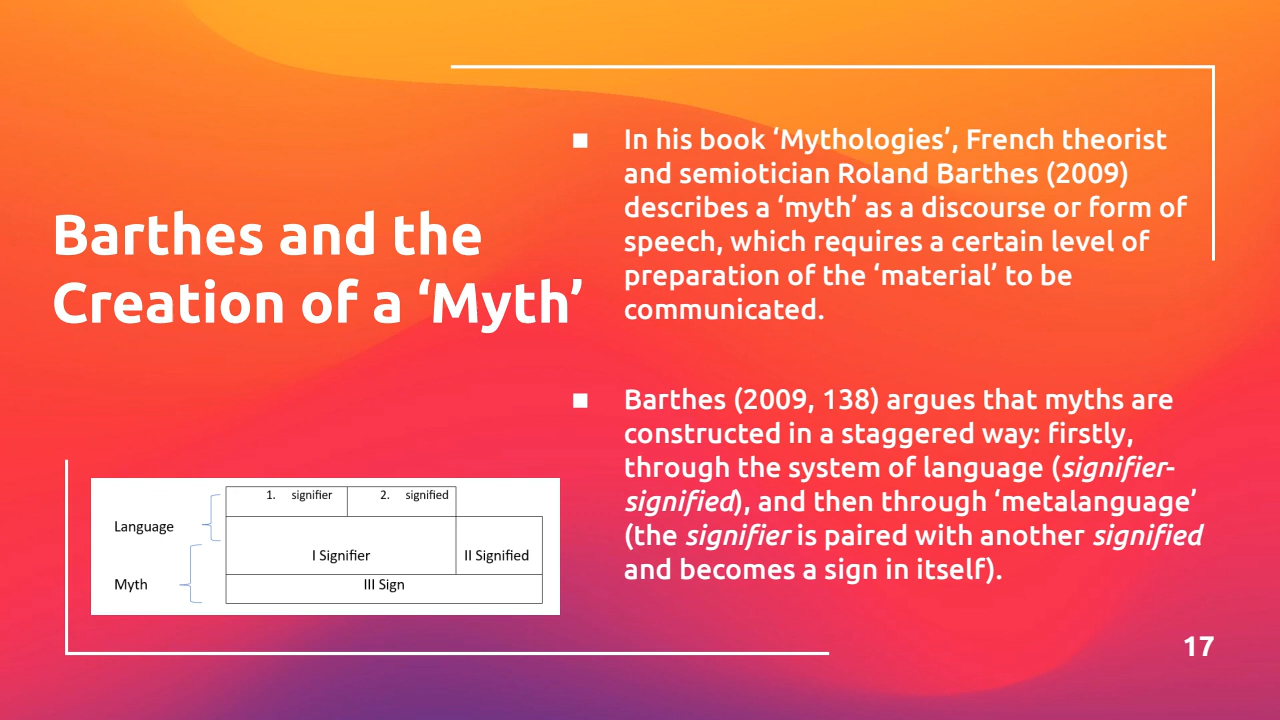 Barthes and the
Creation of a ‘Myth’
■ In his book ‘Mythologies’, French theorist
and semiotician Roland Barthes (2009)
describes a ‘myth’ as a discourse or form of
speech, which requires a certain level of
preparation of the ‘material’ to be
communicated.
■ Barthes (2009, 138) argues that myths are
constructed in a staggered way: firstly,
through the system of language (signifier-
signified), and then through ‘metalanguage’
(the signifier is paired with another signified
and becomes a sign in itself).
1. signifier 2. signified
Language
I Signifier II Signified
Myth III Sign
17